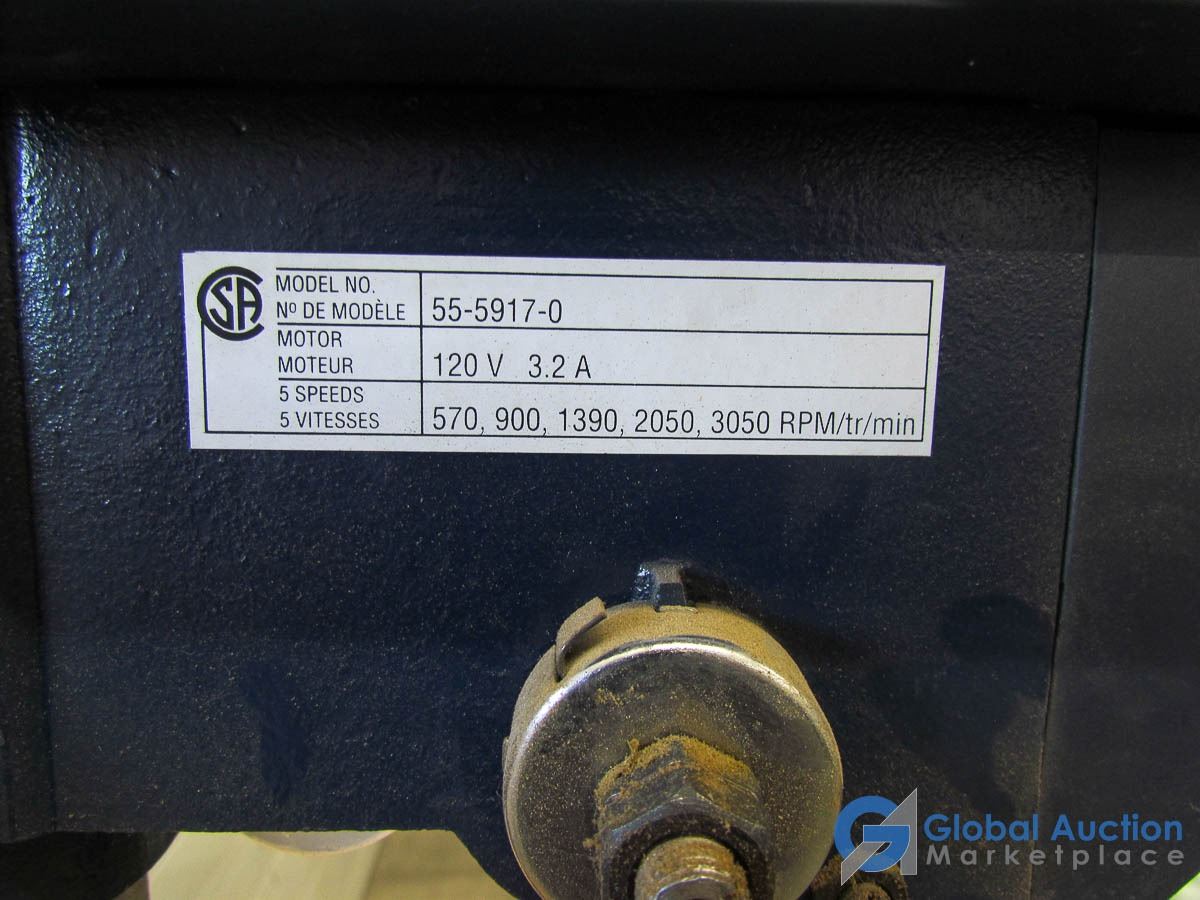 CSA
MODEL NO.
Nº DE MODÈLE 55-5917-0
MOTOR
MOTEUR 120 V 3.2 A
5 SPEEDS
5 VITESSES 570, 900, 1390, 2050, 3050 RPM/tr/min
Global Auction
Marketplace